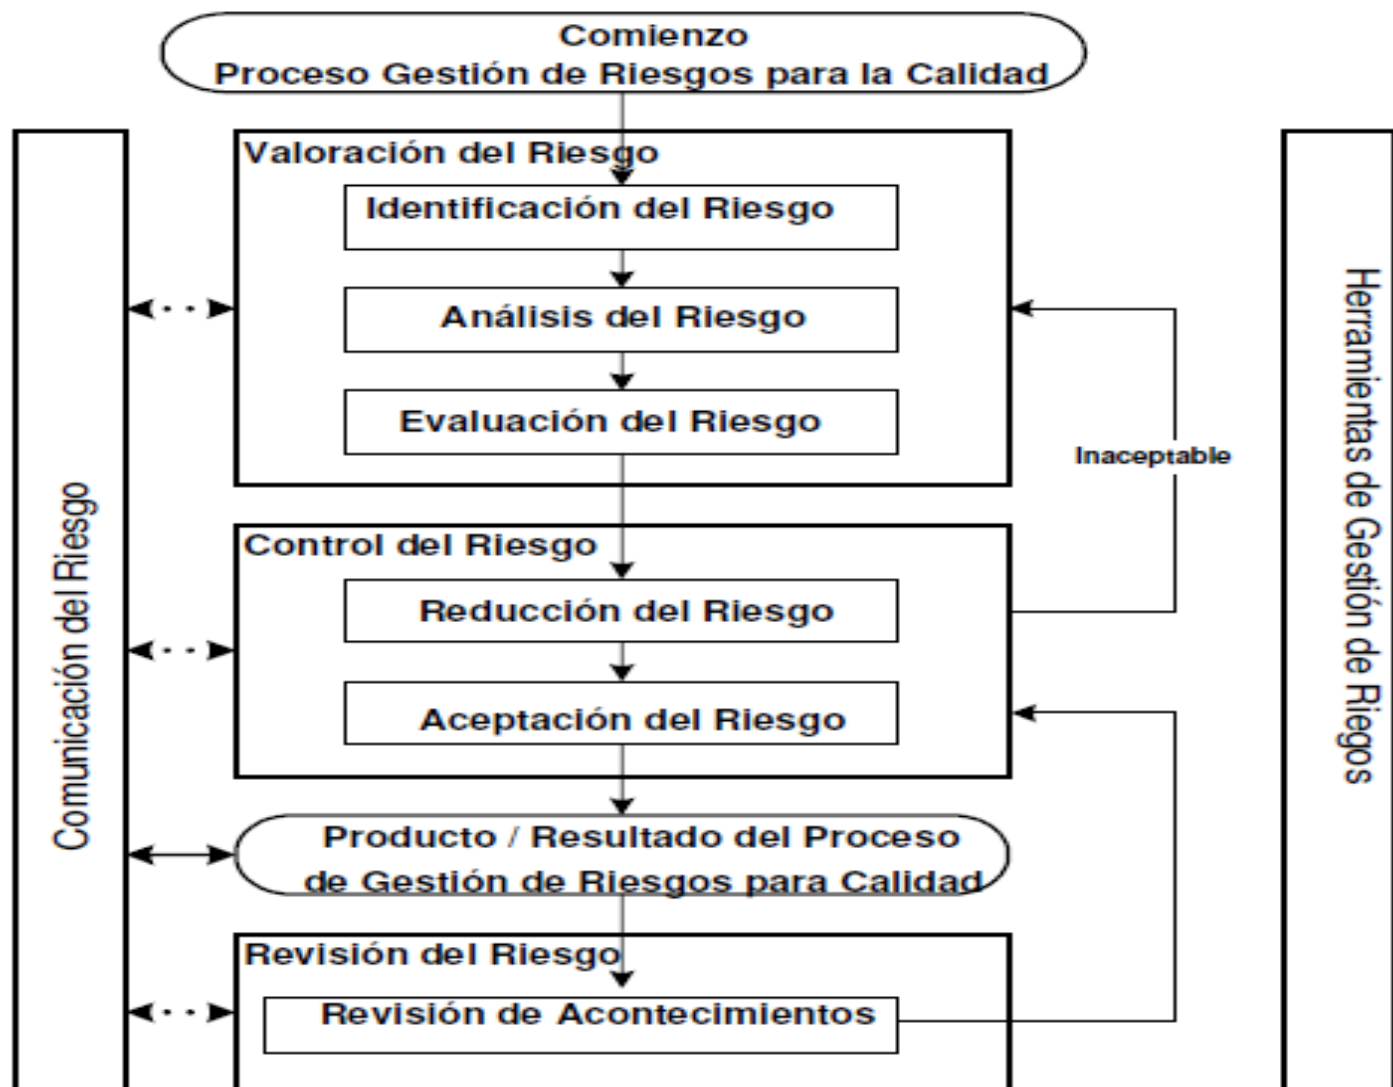 Comienzo
Proceso Gestión de Riesgos para la Calidad
Valoración del Riesgo
Identificación del Riesgo
Análisis del Riesgo
Evaluación del Riesgo
Inaceptable
Control del Riesgo
Reducción del Riesgo
Aceptación del Riesgo
Producto / Resultado del Proceso
de Gestión de Riesgos para Calidad
Revisión del Riesgo
Revisión de Acontecimientos
Comunicación del Riesgo
Herramientas de Gestión de Riegos